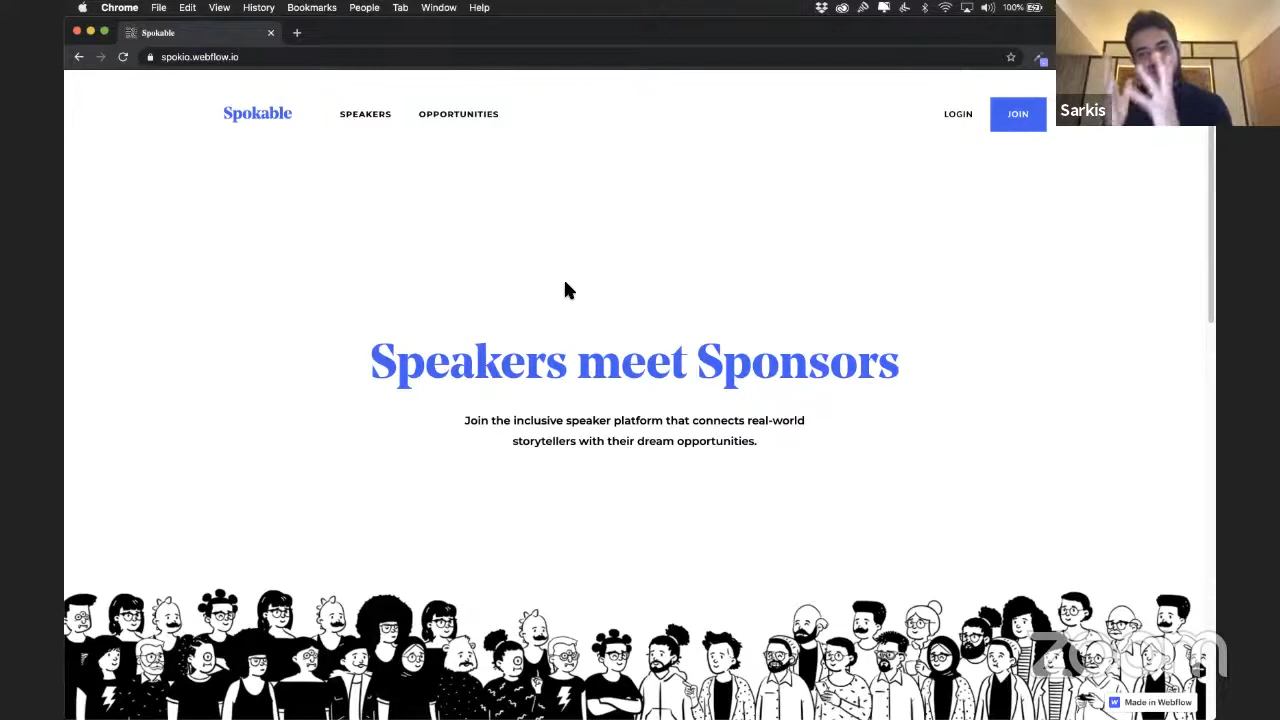 Chrome File Edit View History Bookmarks People Tab Window Help 100%
Spokable
spokio.webflow.io
Spokable SPEAKERS OPPORTUNITIES LOGIN JOIN
Sarkis
Speakers meet Sponsors
Join the inclusive speaker platform that connects real-world
storytellers with their dream opportunities.
zoom
Made in Webflow